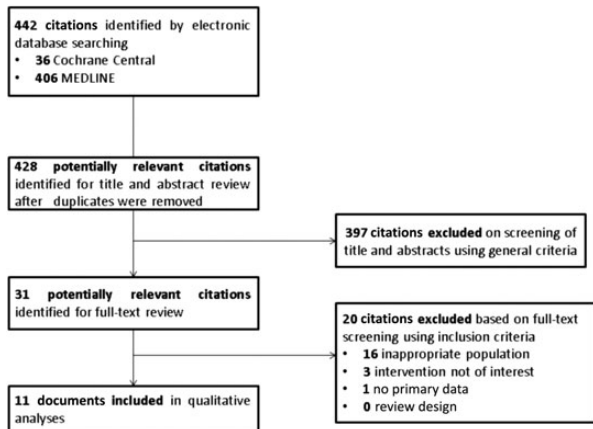 442 citations identified by electronic
database searching
• 36 Cochrane Central
• 406 MEDLINE
428 potentially relevant citations
identified for title and abstract review
after duplicates were removed
397 citations excluded on screening of
title and abstracts using general criteria
31 potentially relevant citations
identified for full-text review
20 citations excluded based on full-text
screening using inclusion criteria
• 16 inappropriate population
• 3 intervention not of interest
• 1 no primary data
• 0 review design
11 documents included in qualitative
analyses